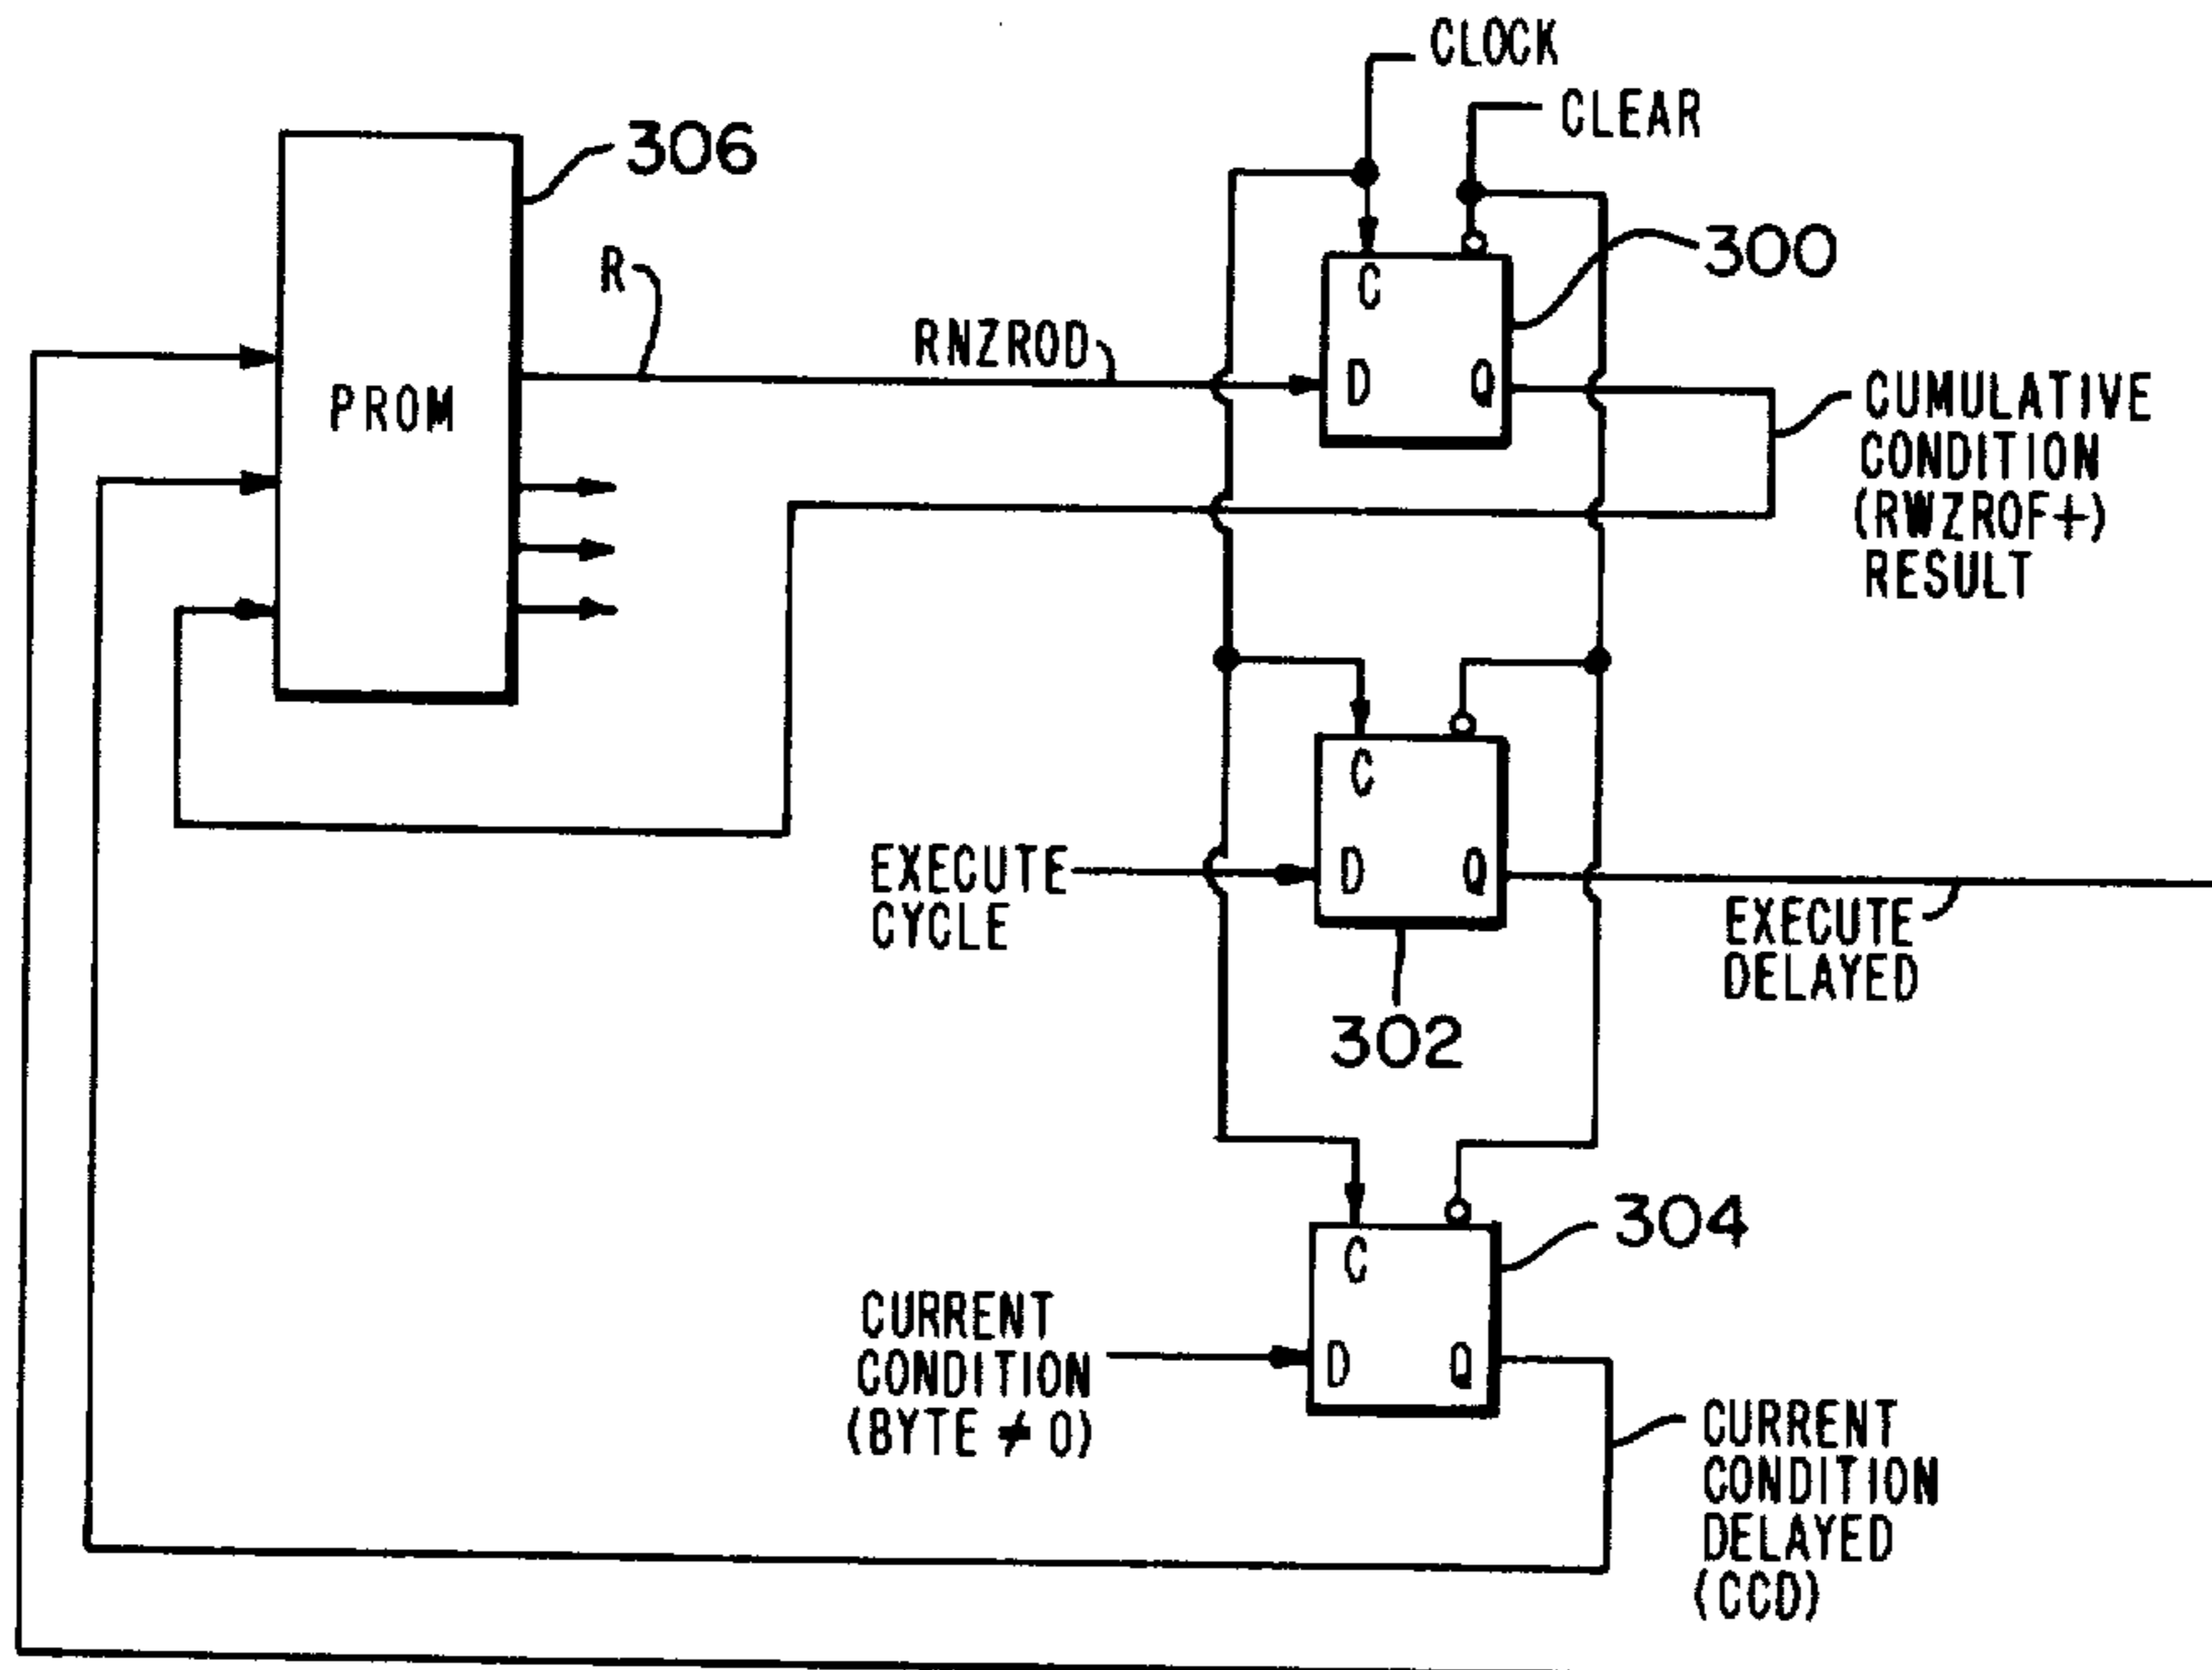 CLOCK
CLEAR
306
300
R
RNZROD
C
D
Q
PROM
CUMULATIVE
CONDITION
(RWZROF+)
RESULT
C
D
Q
EXECUTE
CYCLE
EXECUTE
DELAYED
302
304
C
D
Q
CURRENT
CONDITION
(BYTE ≠ 0)
CURRENT
CONDITION
DELAYED
(CCD)